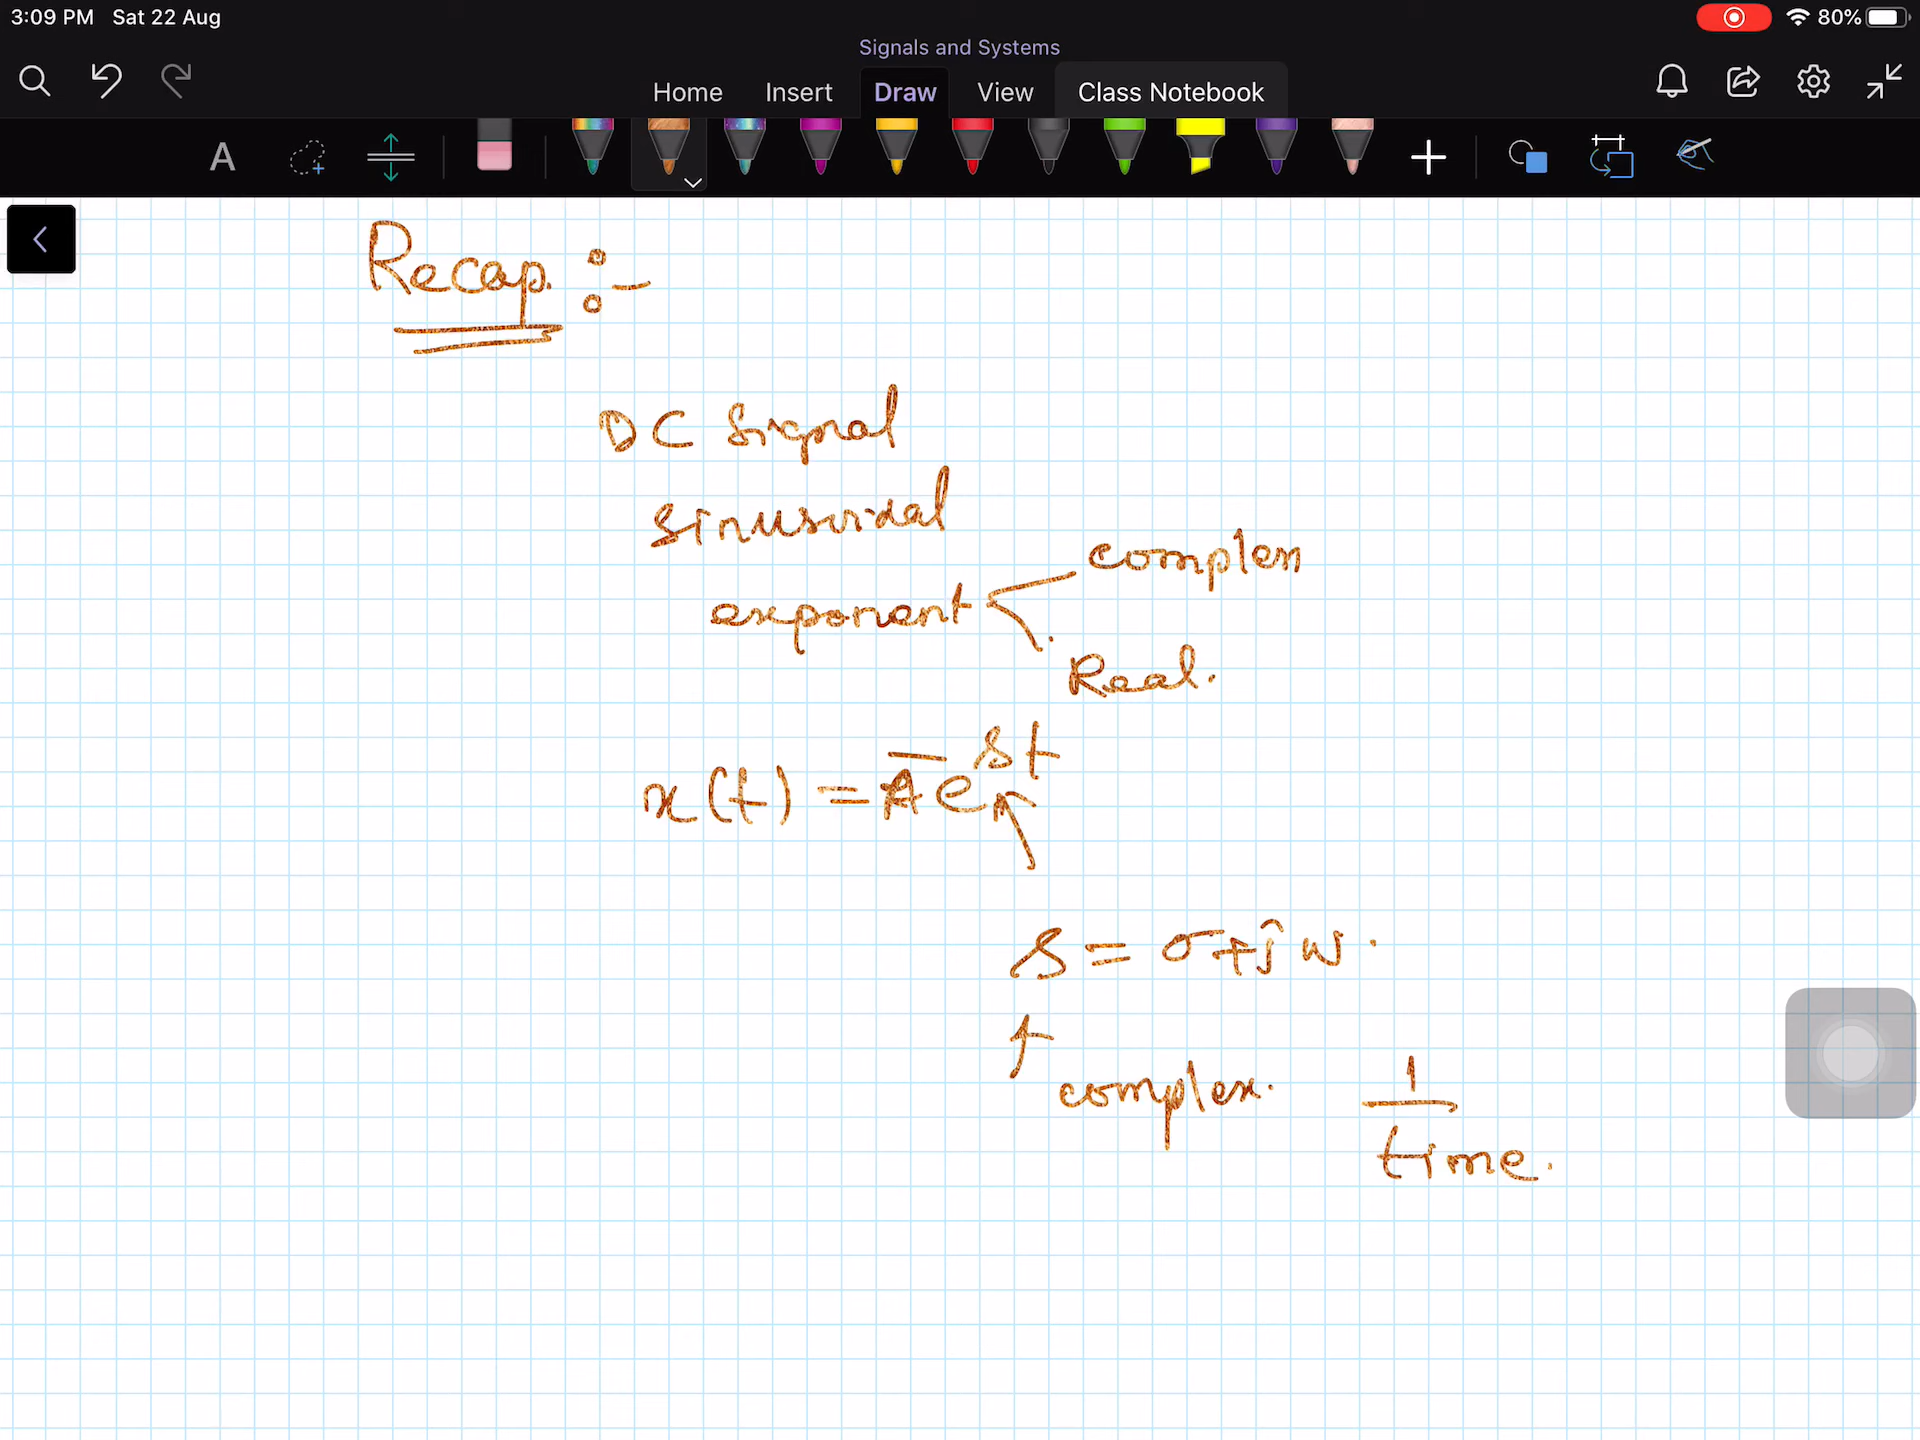 3:09 PM Sat 22 Aug
80%
Signals and Systems
Home Insert Draw View Class Notebook
A
Recap :-
DC Signal
sinusoidal
exponent
complex
Real.
x(t) = A̅ e^{st}
s = σ + jω.
complex.
1
time.